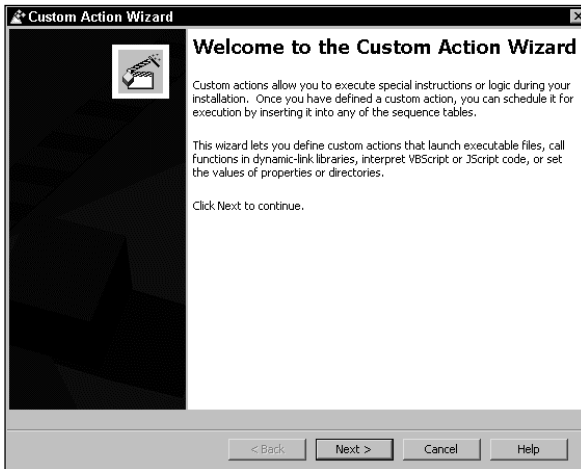 Custom Action Wizard
Welcome to the Custom Action Wizard
Custom actions allow you to execute special instructions or logic during your
installation. Once you have defined a custom action, you can schedule it for
execution by inserting it into any of the sequence tables.
This wizard lets you define custom actions that launch executable files, call
functions in dynamic-link libraries, interpret VBScript or JScript code, or set
the values of properties or directories.
Click Next to continue.
< Back
Next >
Cancel
Help